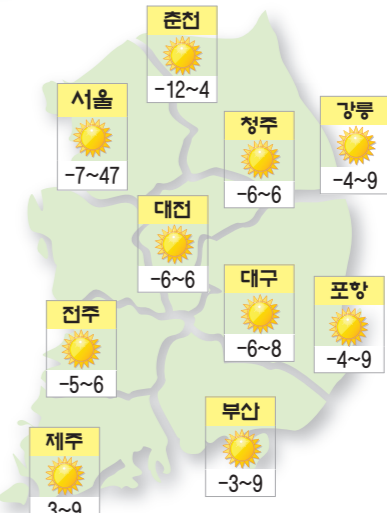 춘천
-12~4
서울
-7~47
청주
-6~6
강릉
-4~9
대전
-6~6
대구
-6~8
포항
-4~9
전주
-5~6
부산
-3~9
제주
3~9